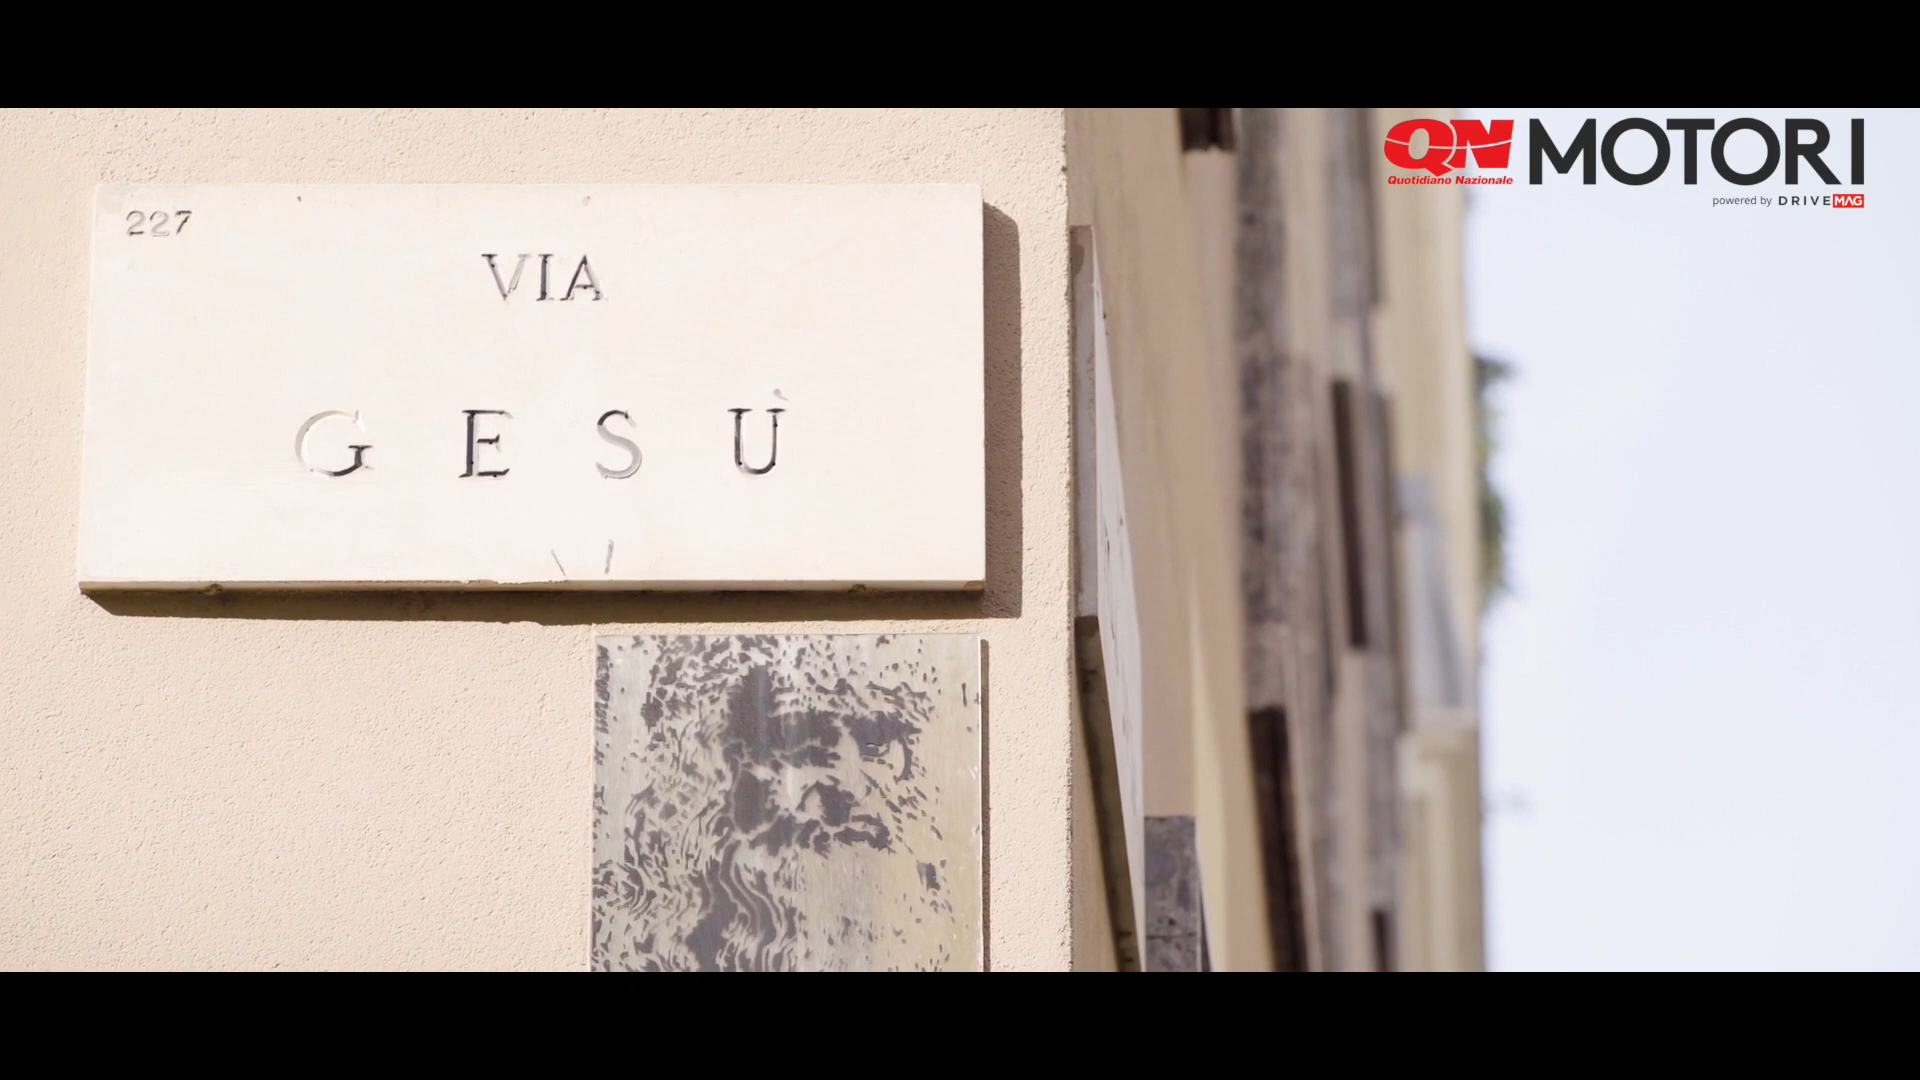 227
VIA
GESÙ
QN MOTORI
Quotidiano Nazionale
powered by DRIVEMAG